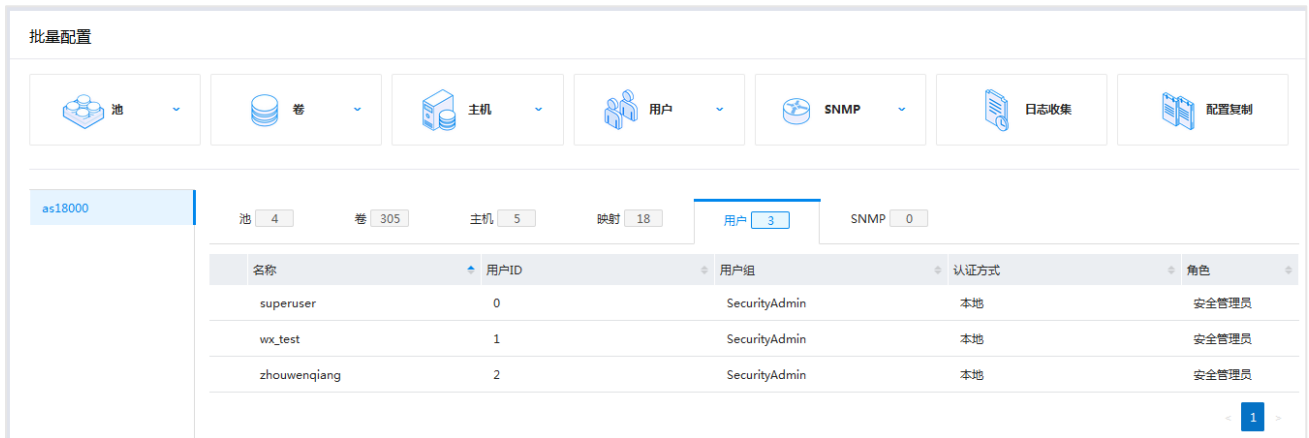 批量配置
池 卷 主机 用户 SNMP 日志收集 配置复制
as18000
池 4 卷 305 主机 5 映射 18 用户 3 SNMP 0
名称 用户ID 用户组 认证方式 角色
superuser 0 SecurityAdmin 本地 安全管理员
wx_test 1 SecurityAdmin 本地 安全管理员
zhouwenqiang 2 SecurityAdmin 本地 安全管理员
< 1 >